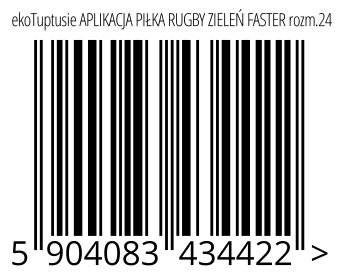 ekoTuptusie APLIKACJA PIŁKA RUGBY ZIELEŃ FASTER rozm.24
5 904083 434422 >